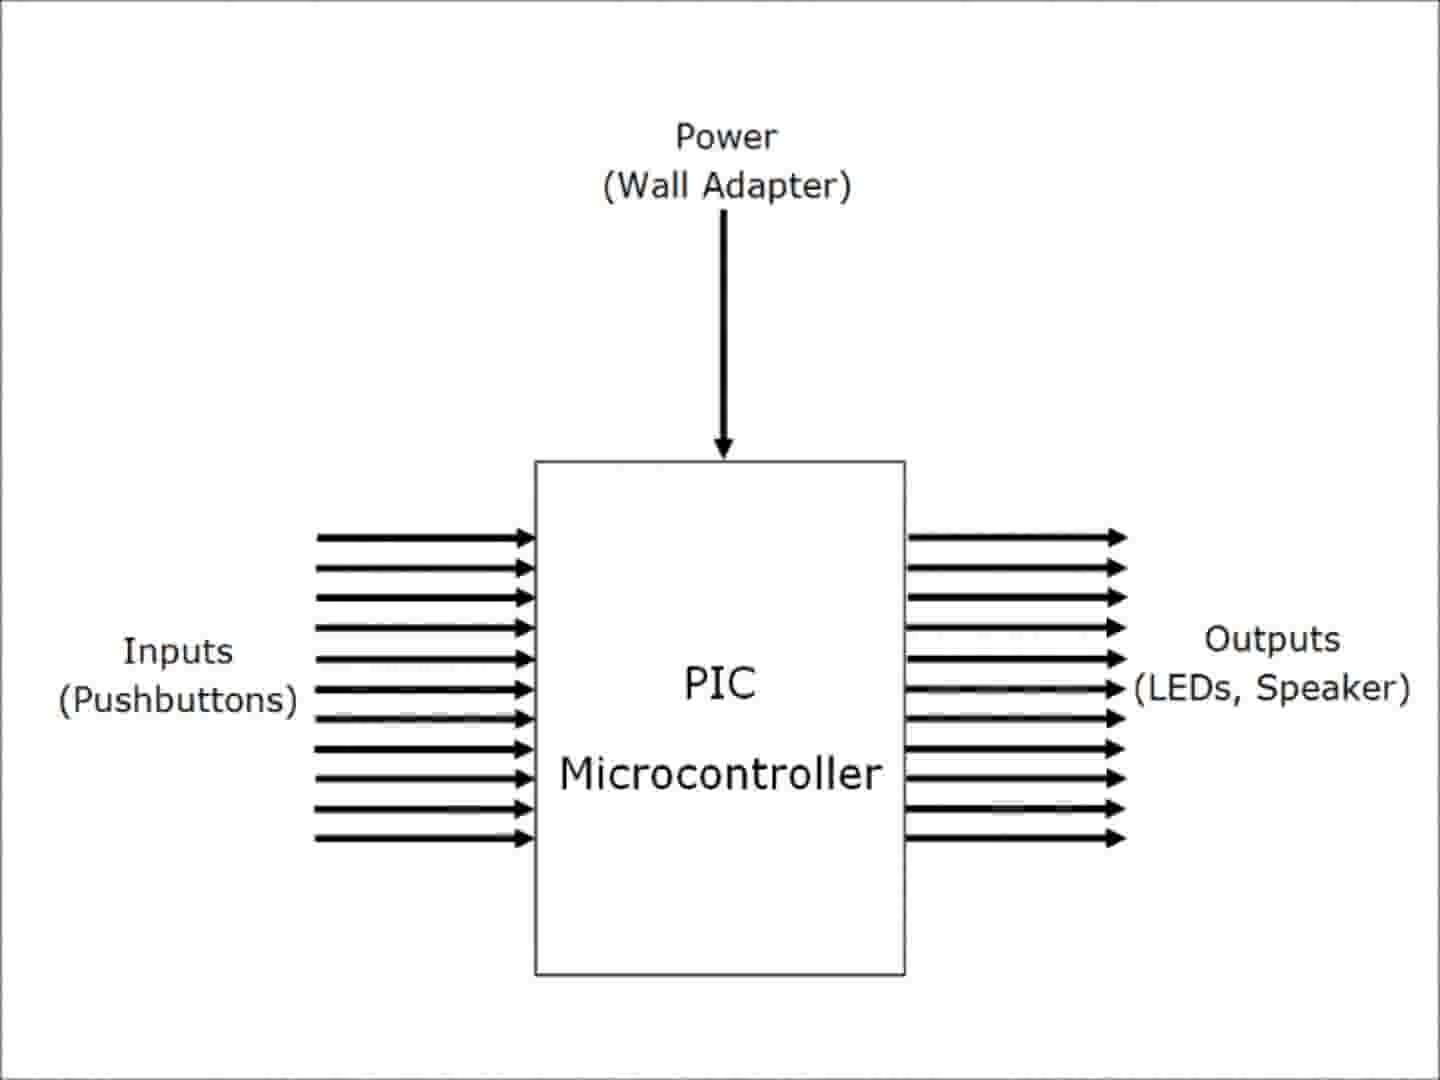 Power
(Wall Adapter)
Inputs
(Pushbuttons)
PIC
Microcontroller
Outputs
(LEDs, Speaker)